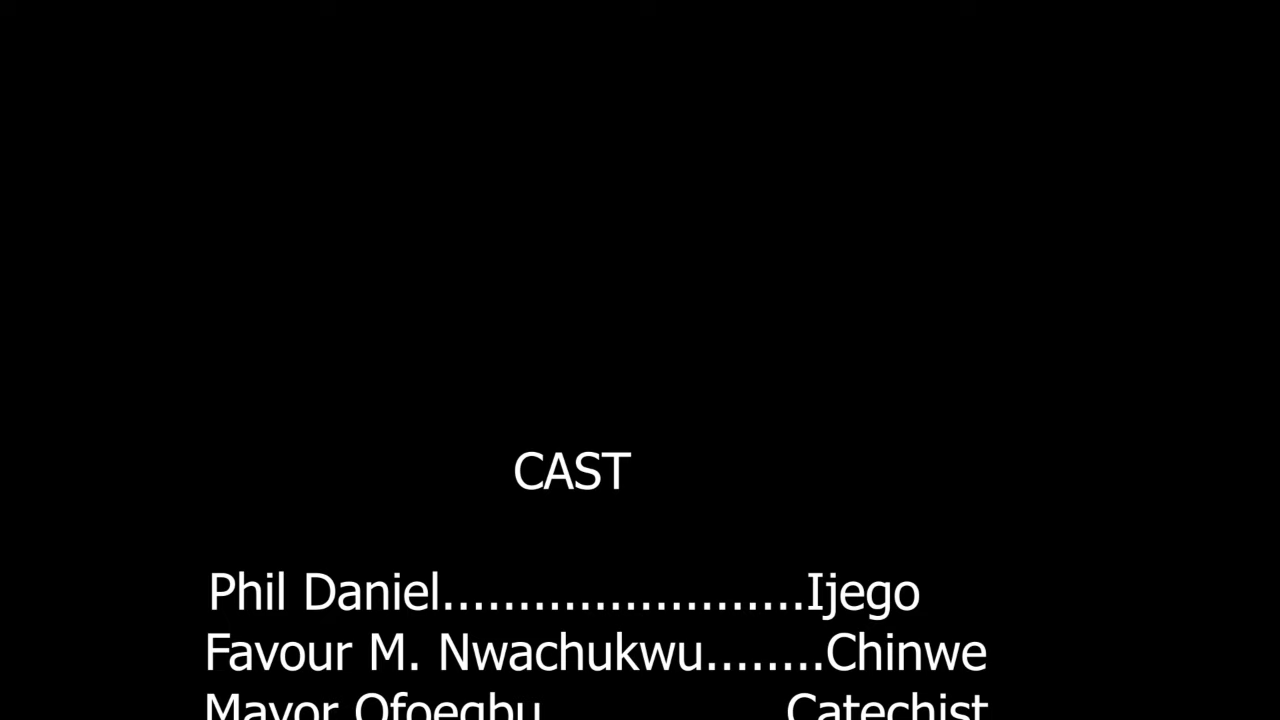 CAST
Phil Daniel........................Ijego
Favour M. Nwachukwu........Chinwe
Mayor Ofoegbu Catechist